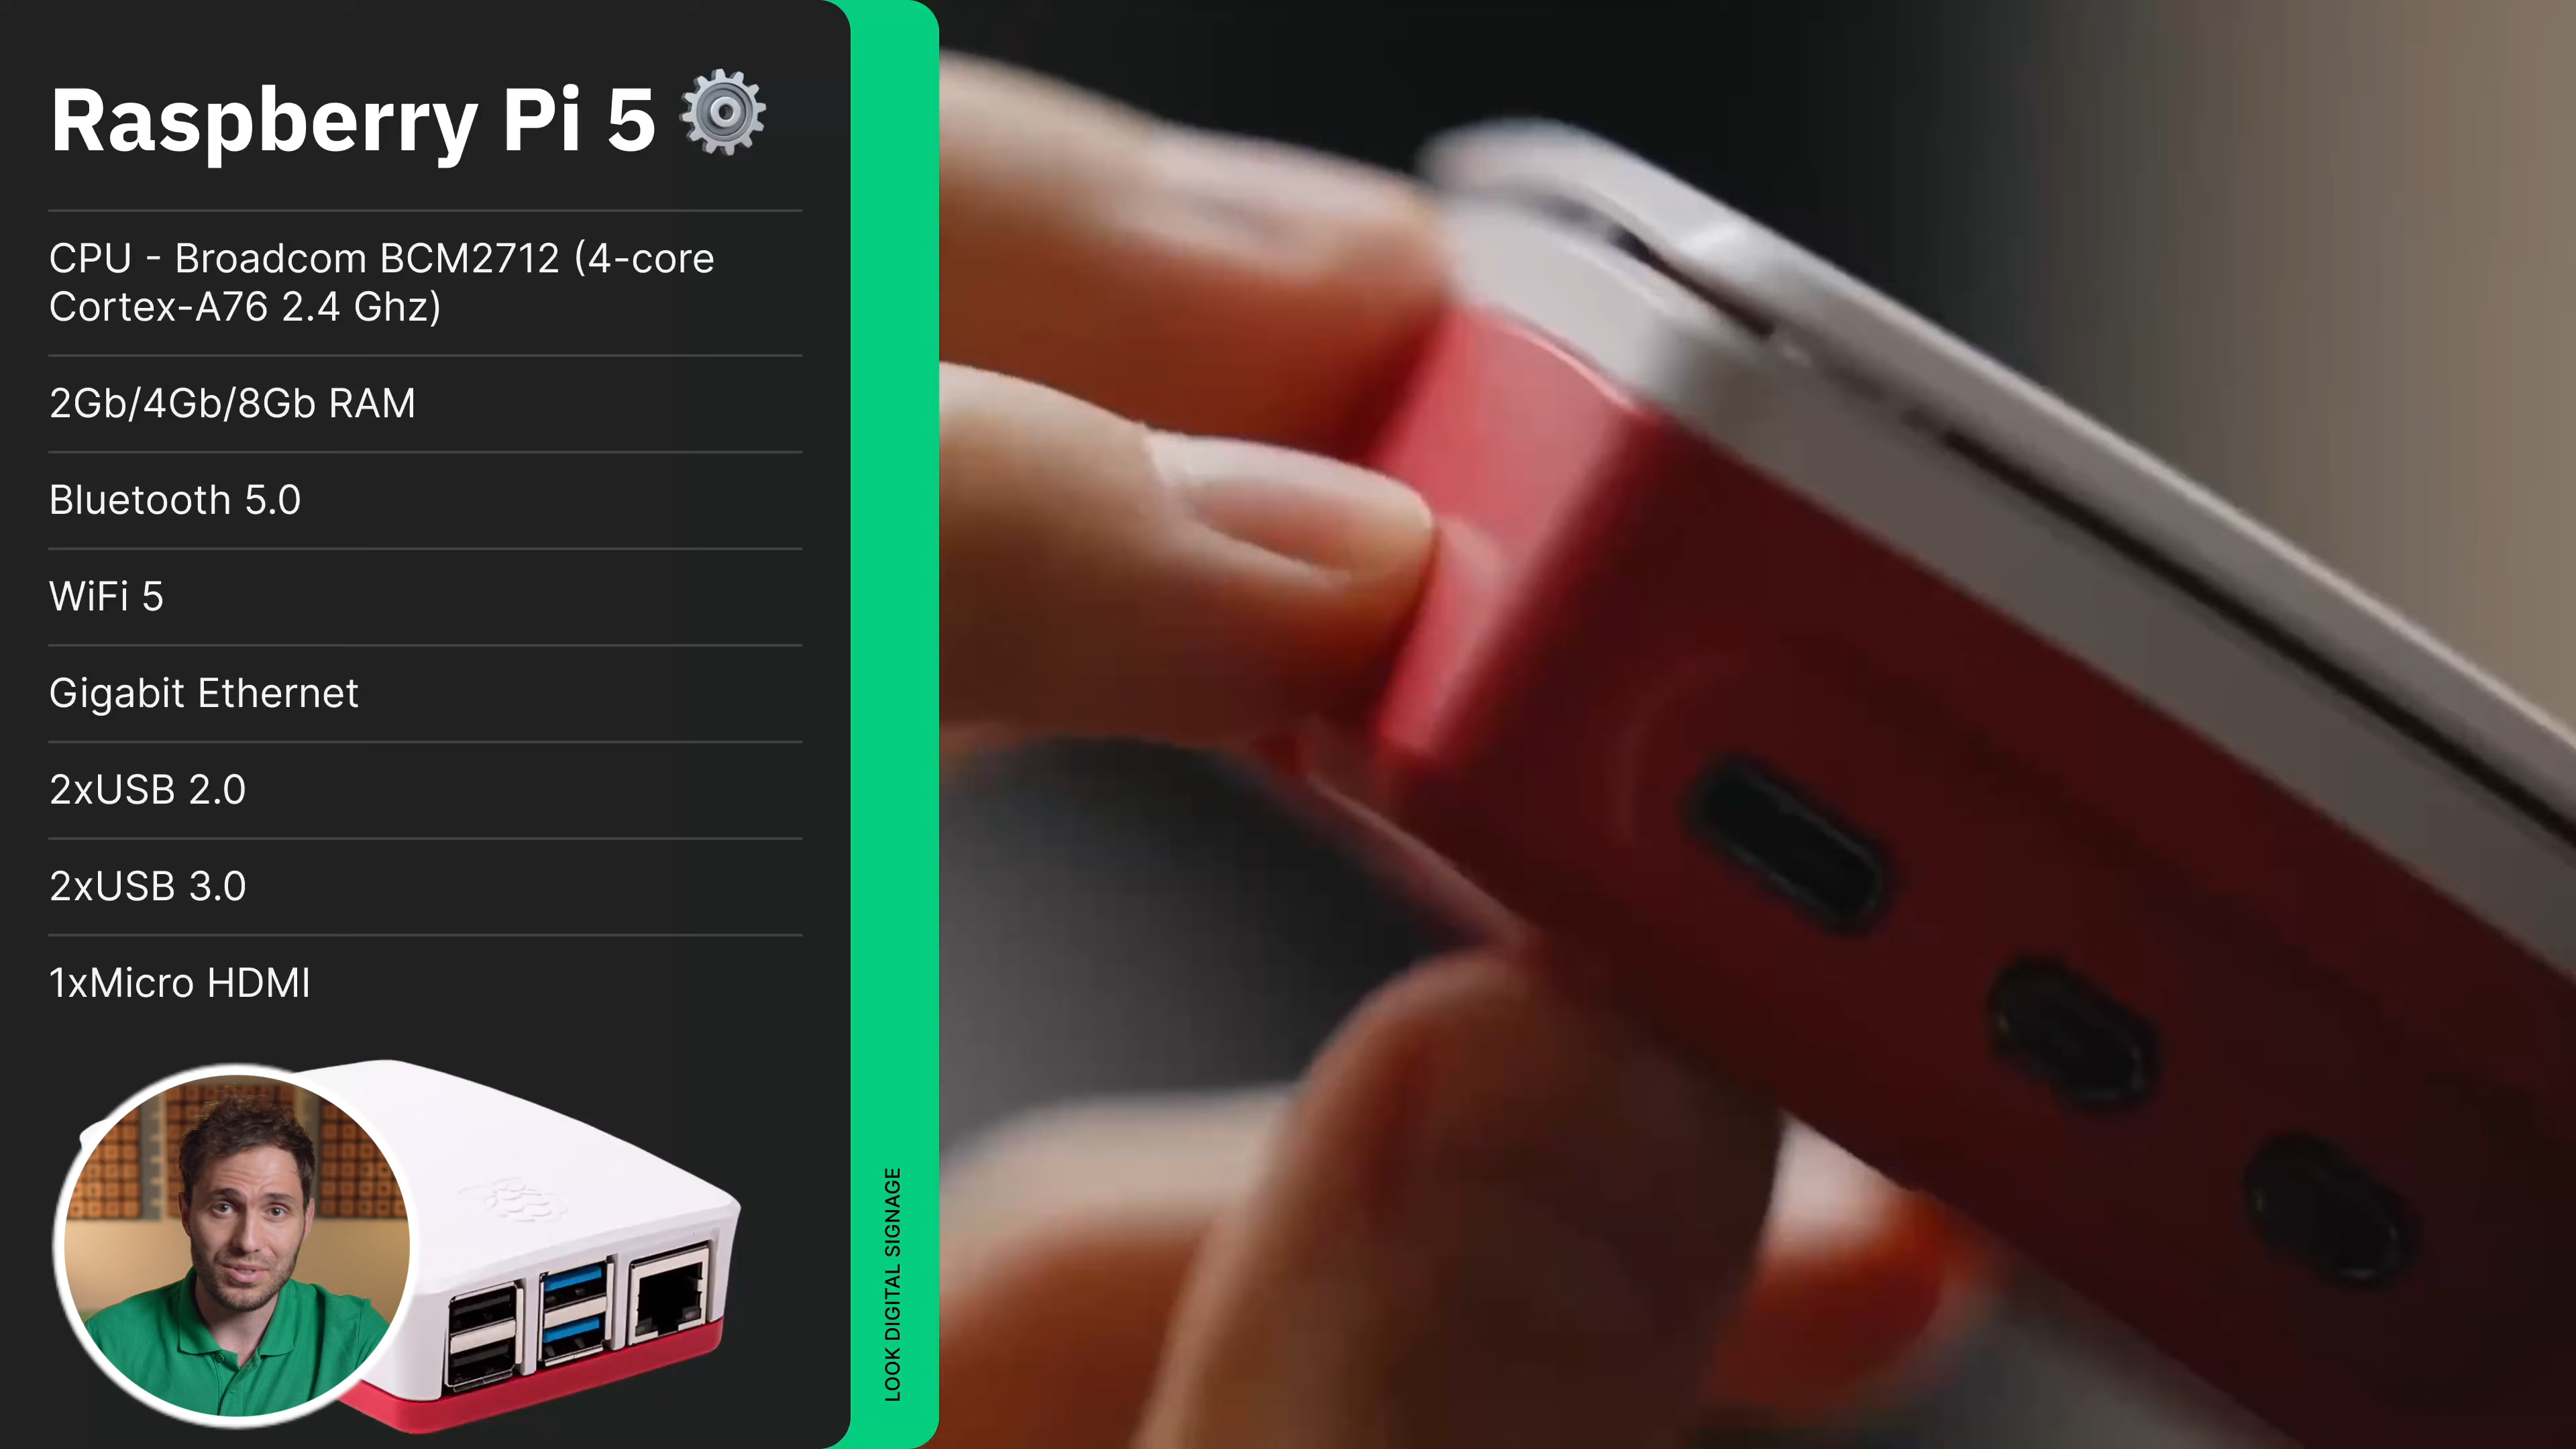 Raspberry Pi 5
CPU - Broadcom BCM2712 (4-core
Cortex-A76 2.4 Ghz)
2Gb/4Gb/8Gb RAM
Bluetooth 5.0
WiFi 5
Gigabit Ethernet
2xUSB 2.0
2xUSB 3.0
1xMicro HDMI
LOOK DIGITAL SIGNAGE